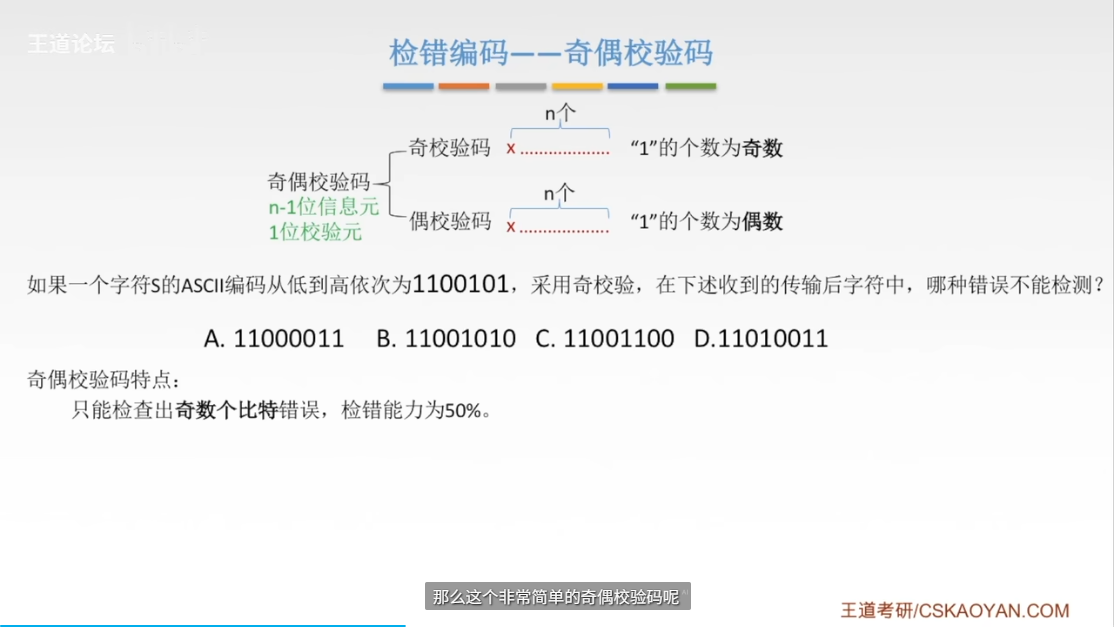 王道论坛
检错编码——奇偶校验码
n个
奇校验码 x ................... “1”的个数为奇数
奇偶校验码
n-1位信息元
1位校验元
n个
偶校验码 x ................... “1”的个数为偶数
如果一个字符S的ASCII编码从低到高依次为1100101，采用奇校验，在下述收到的传输后字符中，哪种错误不能检测？
A. 11000011 B. 11001010 C. 11001100 D.11010011
奇偶校验码特点：
只能检查出奇数个比特错误，检错能力为50%。
那么这个非常简单的奇偶校验码呢
王道考研/CSKAOYAN.COM